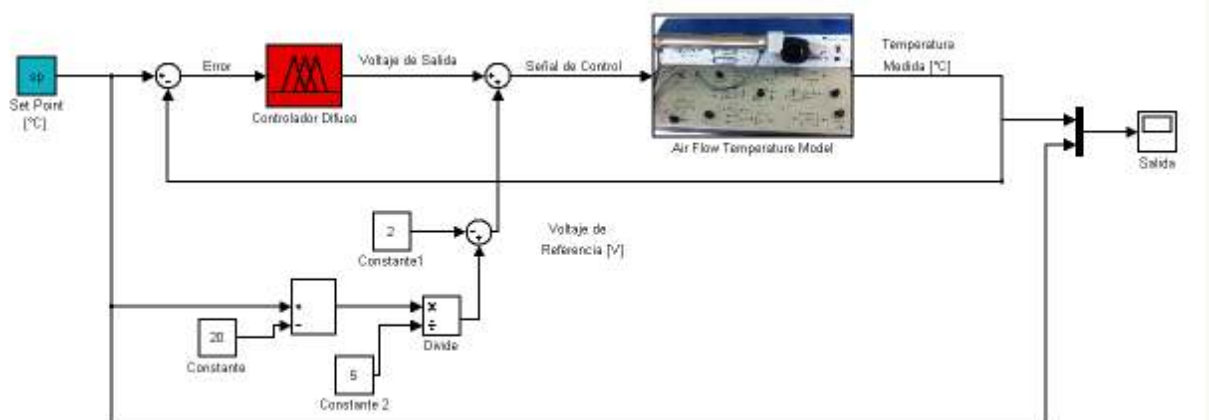 sp
Set Point
[°C]
Error
Controlador Difuso
Voltaje de Salida
Señal de Control
Air Flow Temperature Model
Temperatura
Medida [°C]
Salida
2
Constante1
Voltaje de
Referencia [V]
20
Constante
Divide
5
Constante 2